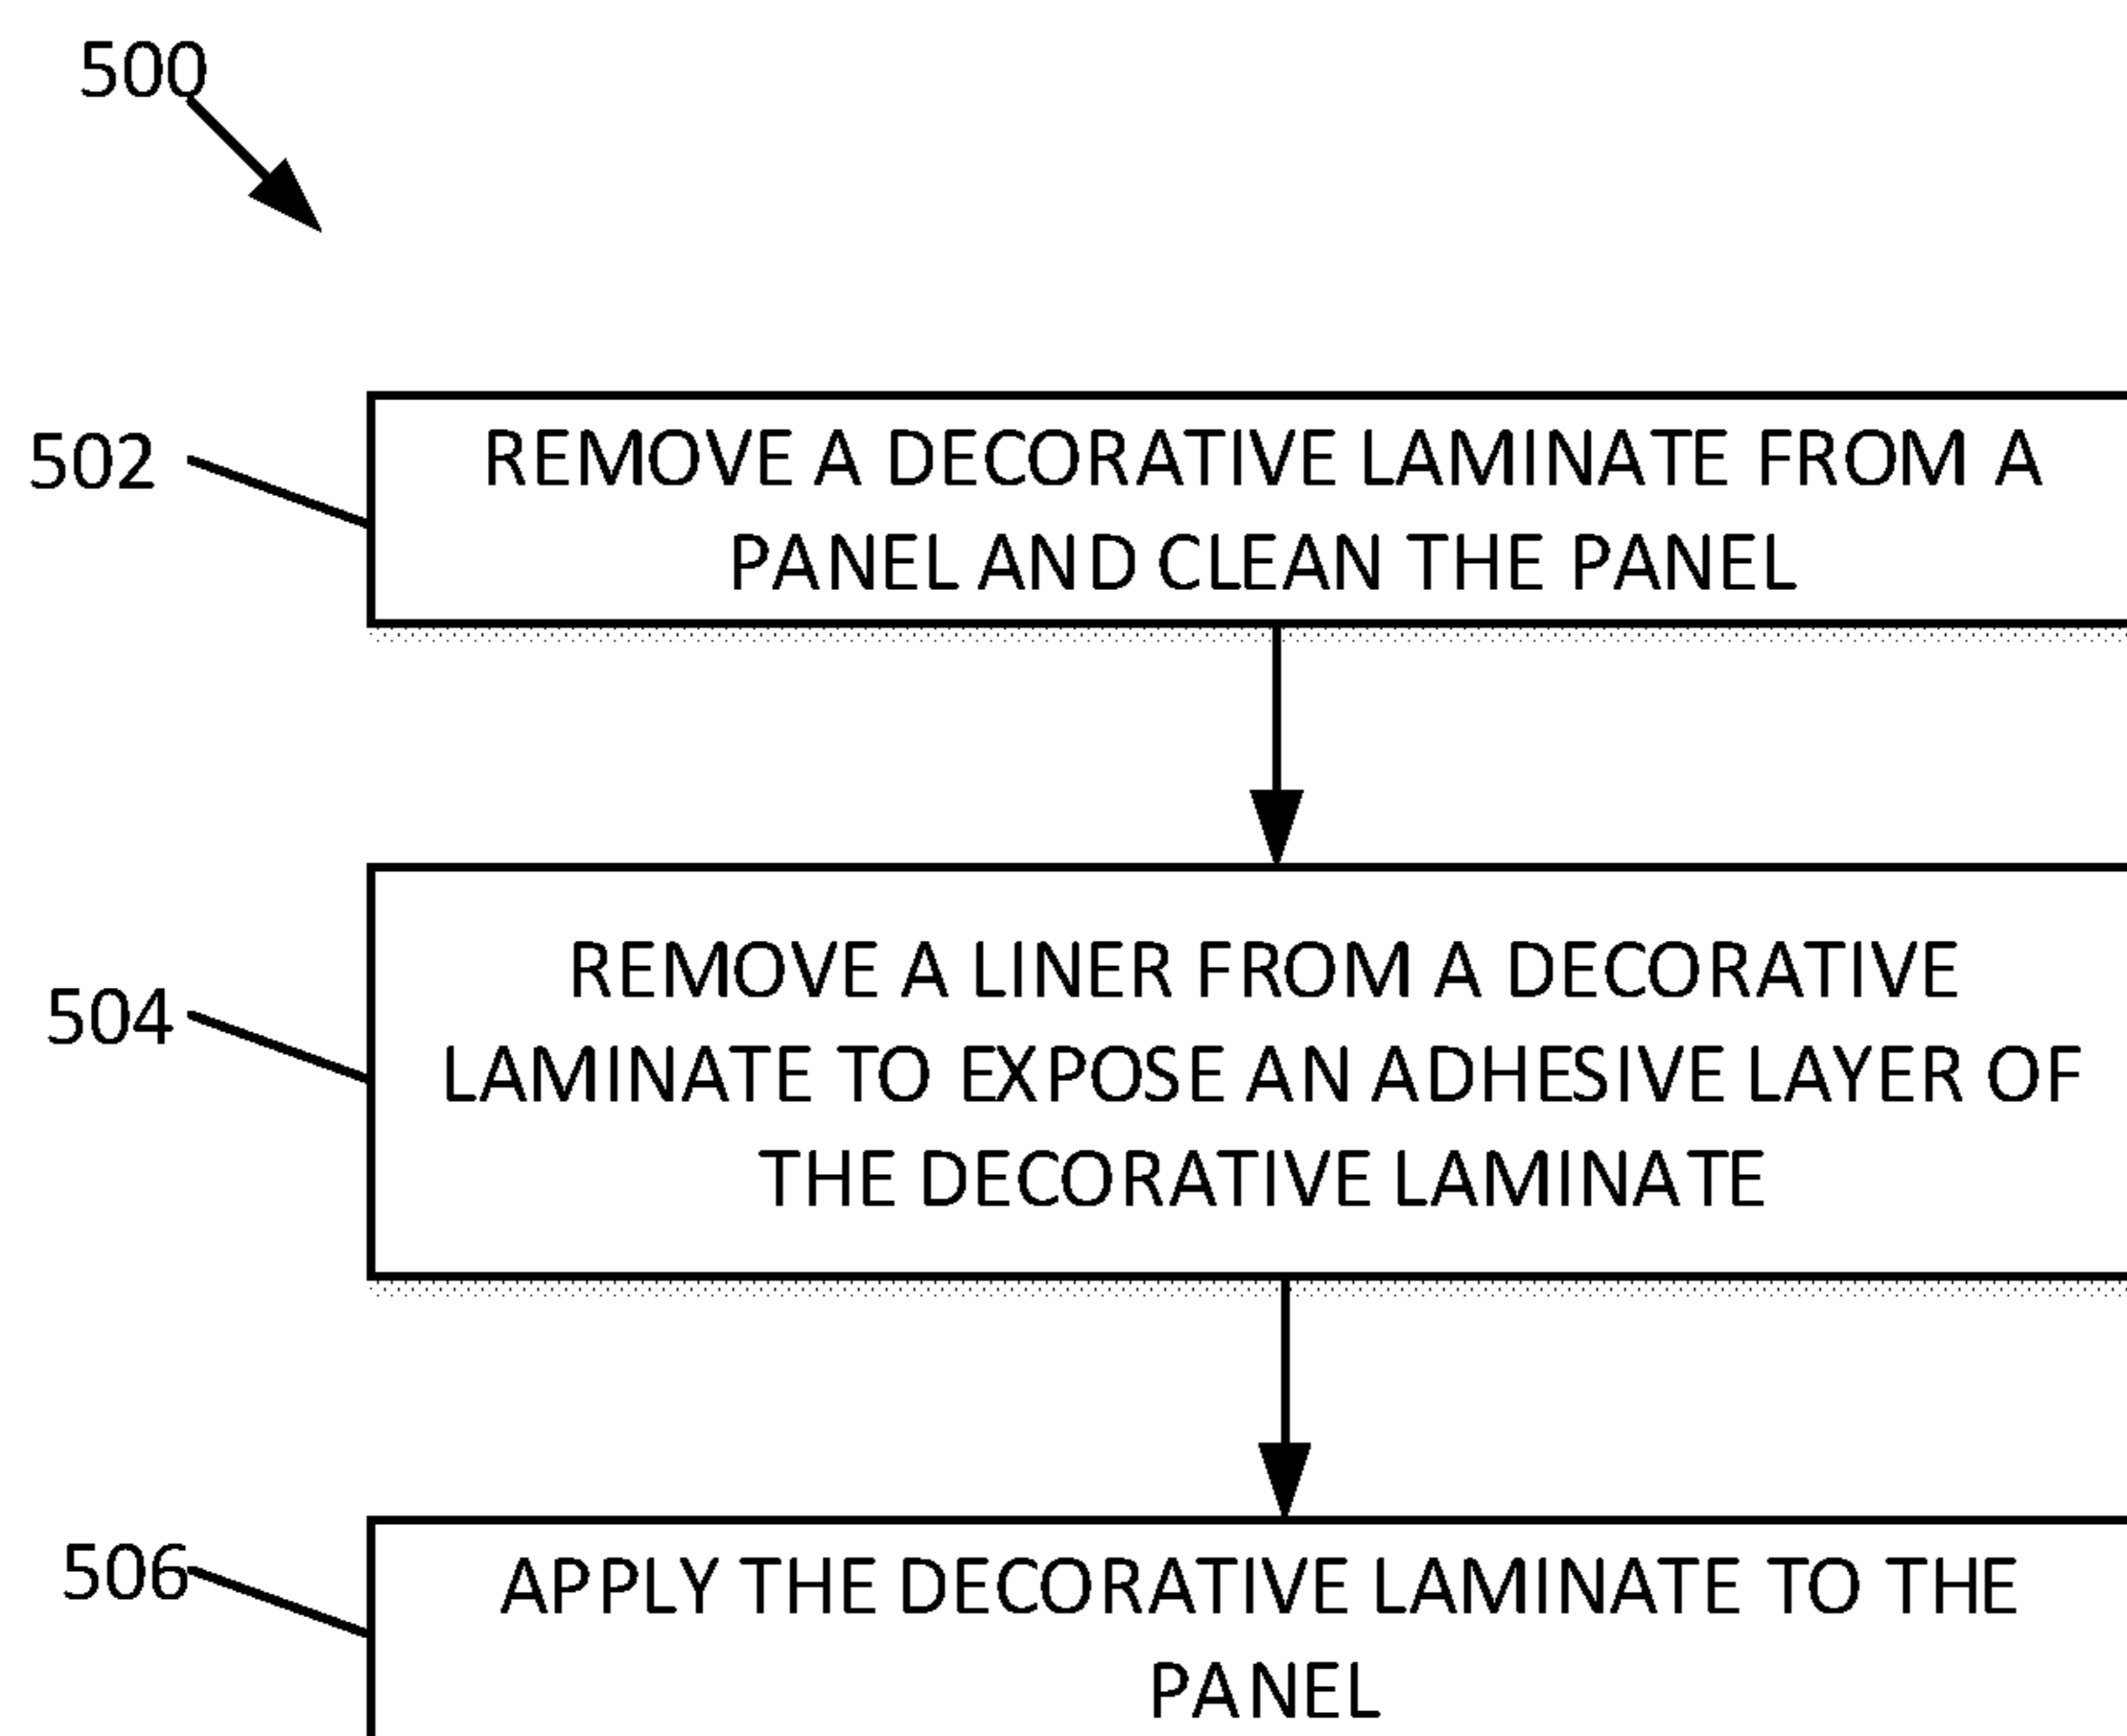 500
502
REMOVE A DECORATIVE LAMINATE FROM A
PANEL AND CLEAN THE PANEL
504
REMOVE A LINER FROM A DECORATIVE
LAMINATE TO EXPOSE AN ADHESIVE LAYER OF
THE DECORATIVE LAMINATE
506
APPLY THE DECORATIVE LAMINATE TO THE
PANEL